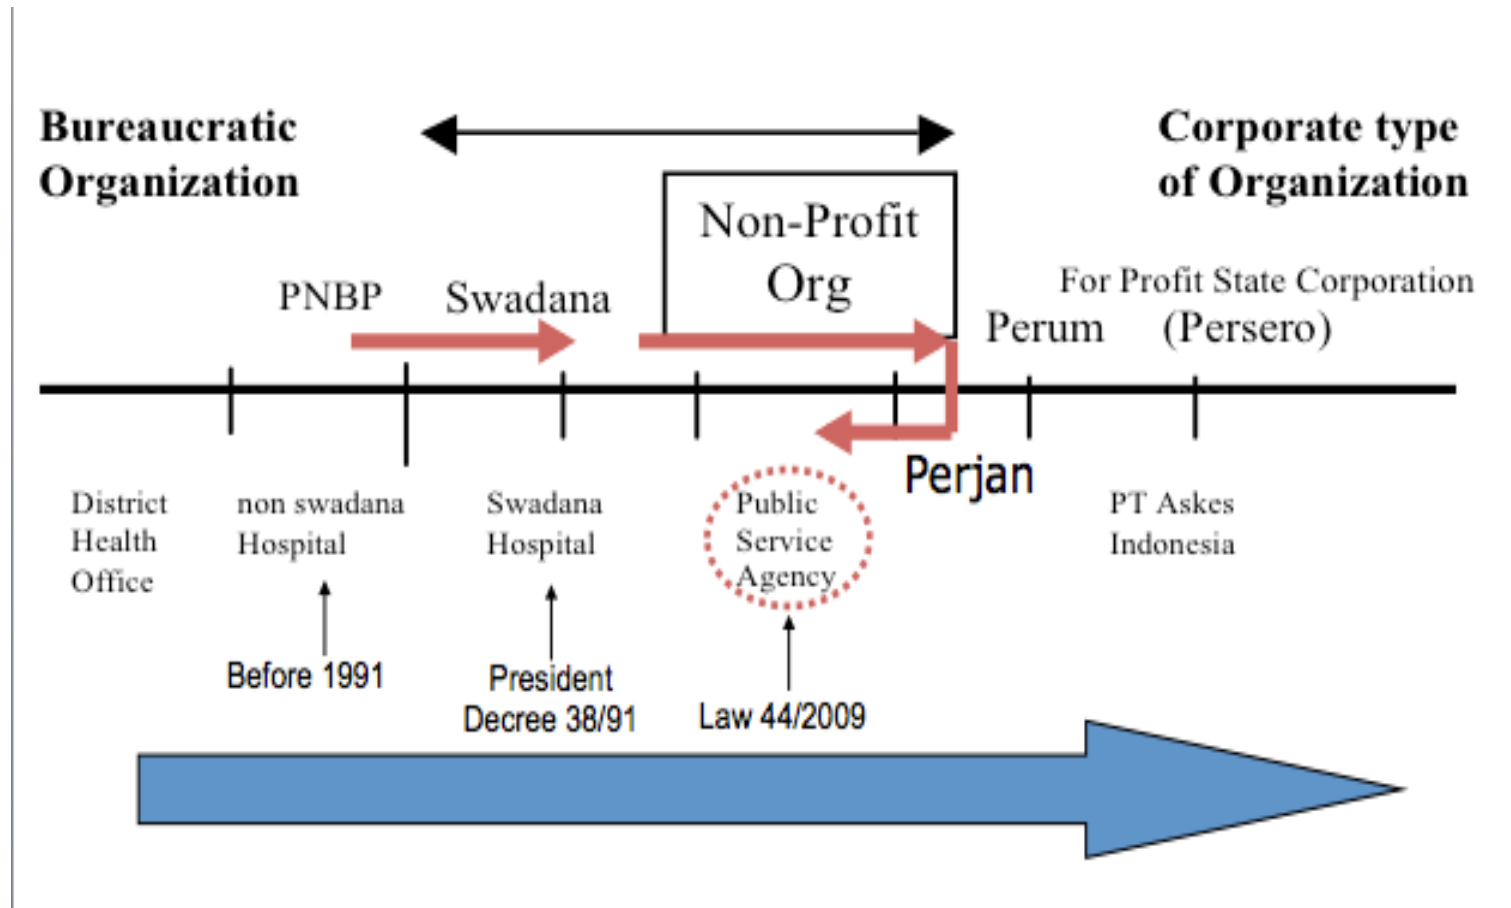 Bureaucratic
Organization
Corporate type
of Organization
Non-Profit
Org
PNBP
Swadana
For Profit State Corporation
Perum
(Persero)
Perjan
District
Health
Office
non swadana
Hospital
Swadana
Hospital
Public
Service
Agency
PT Askes
Indonesia
Before 1991
President
Decree 38/91
Law 44/2009